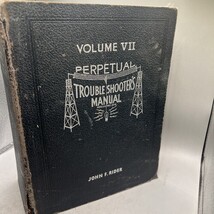 VOLUME VII
PERPETUAL
TROUBLE SHOOTER'S
MANUAL
JOHN F. RIDER